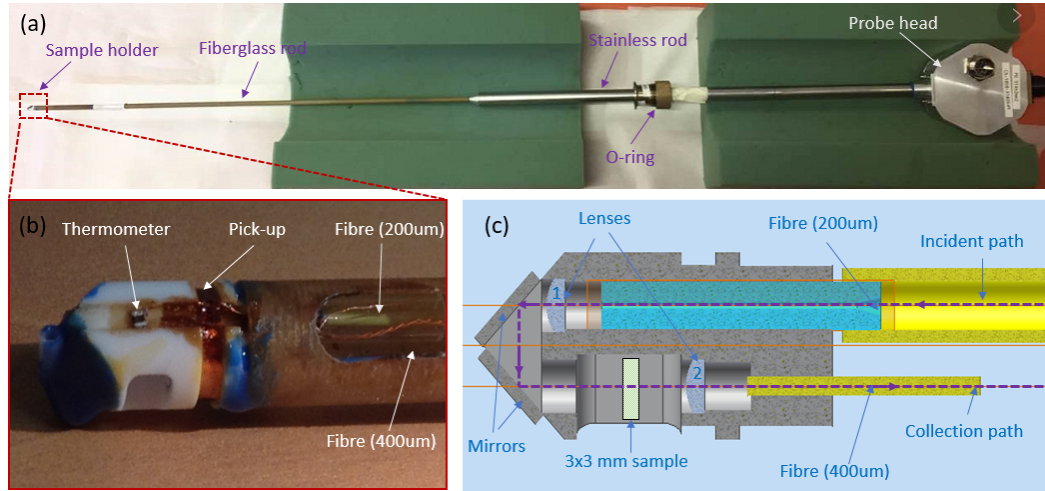 (a)
Sample holder
Fiberglass rod
Stainless rod
Probe head
O-ring
(b)
Thermometer
Pick-up
Fibre (200um)
Fibre (400um)
(c)
Lenses
Fibre (200um)
Incident path
1
2
Mirrors
3x3 mm sample
Collection path
Fibre (400um)